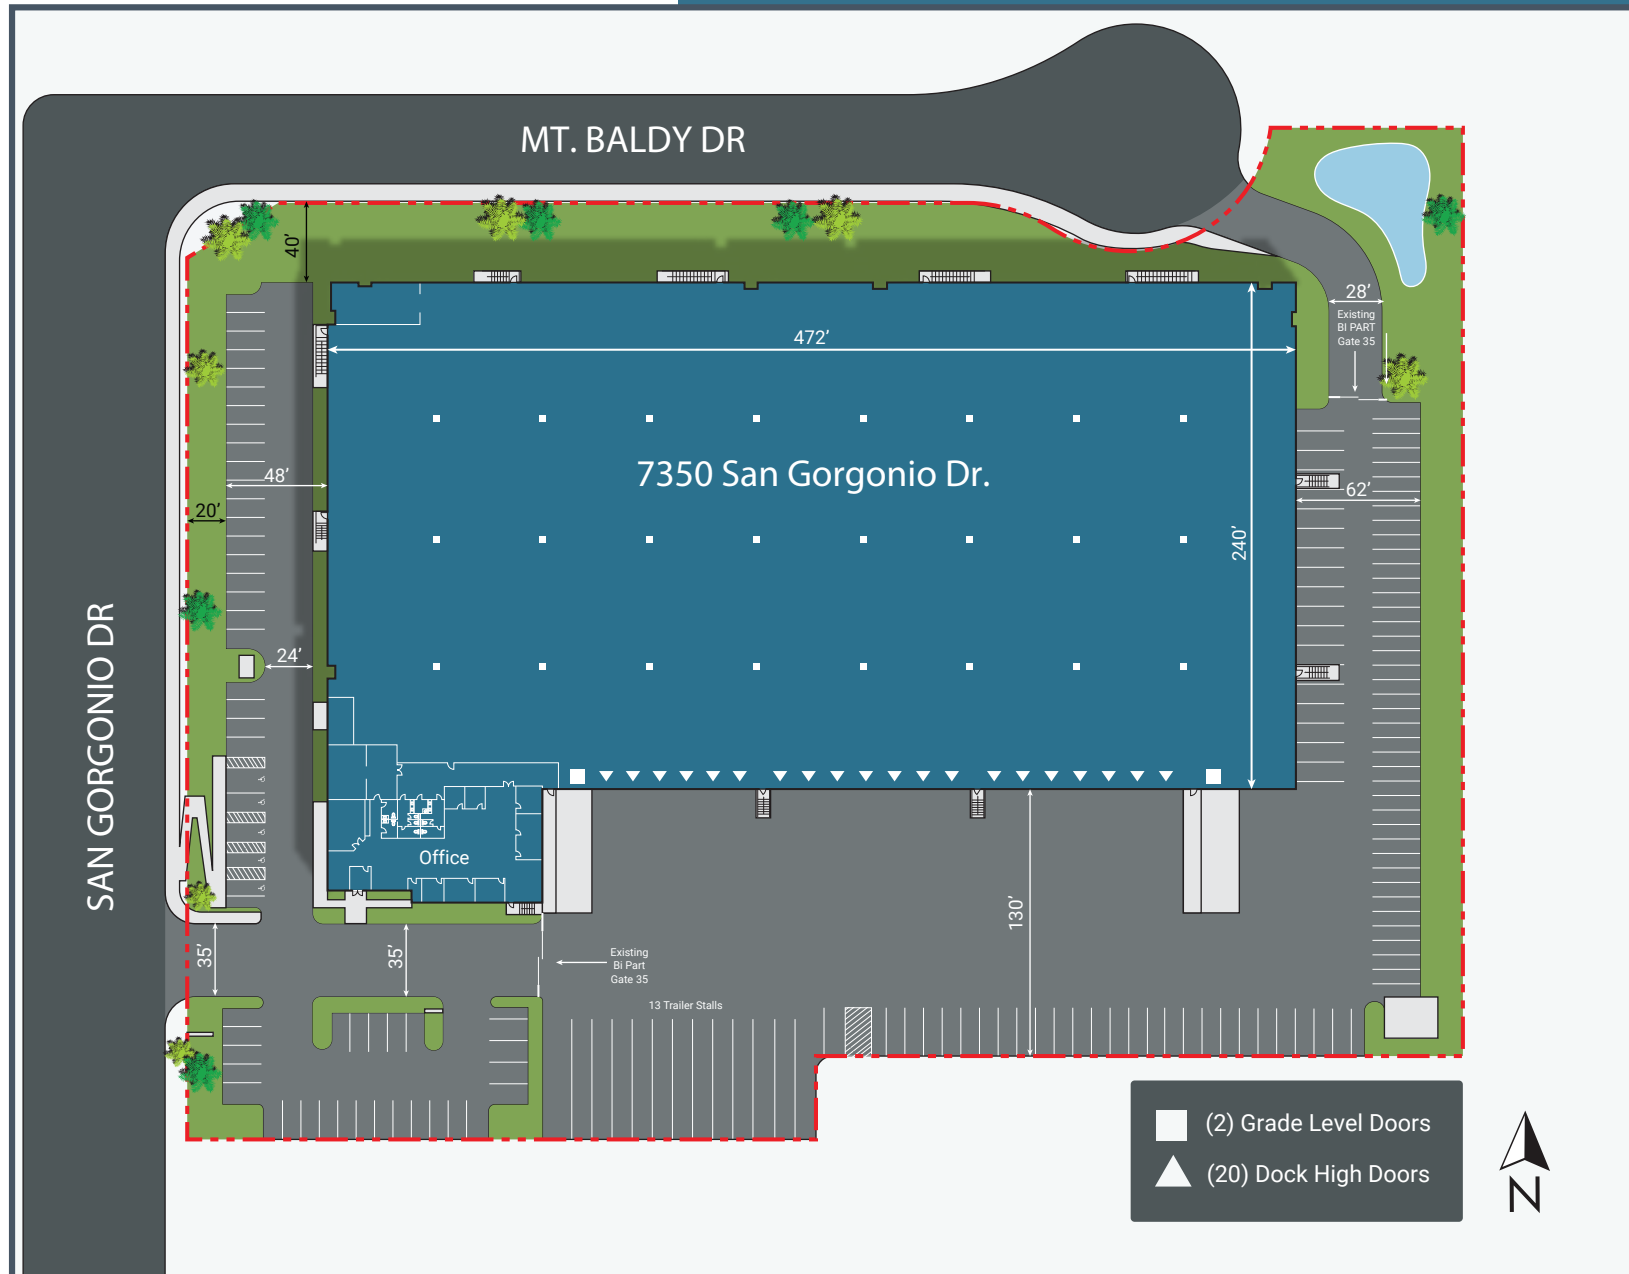 MT. BALDY DR
40’
28’
Existing
BI PART
Gate 35
472’
7350 San Gorgonio Dr.
48’
62’
20’
240’
SAN GORGONIO DR
24’
Office
130’
35’
35’
Existing
Bi Part
Gate 35
13 Trailer Stalls
(2) Grade Level Doors
(20) Dock High Doors
N